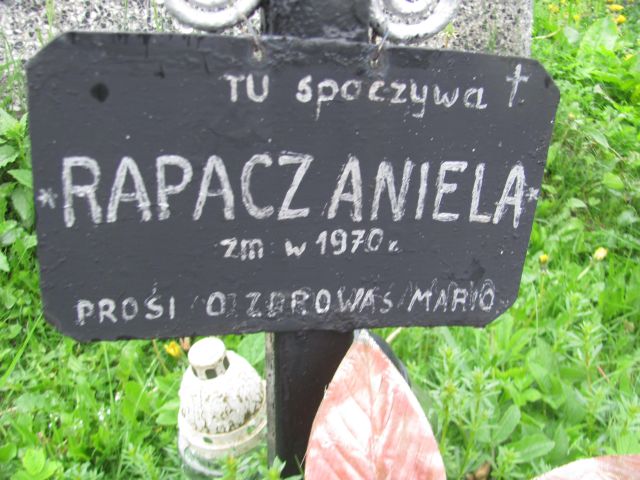 TU spoczywa †
*RAPACZ ANIELA*
zm w 1970 r.
PROSI O ZDROWAŚ MARIO